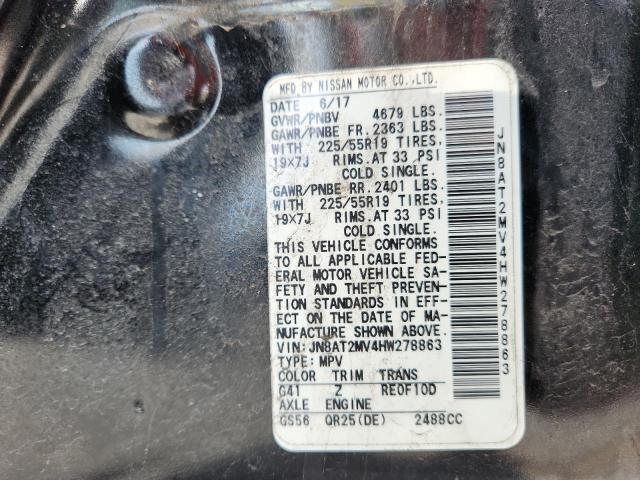 MFD BY NISSAN MOTOR CO.,LTD.
DATE 6/17
GVWR/PNBV 4679 LBS.
GAWR/PNBE FR.2363 LBS.
WITH 225/55R19 TIRES,
19X7J RIMS.AT 33 PSI
COLD SINGLE.
GAWR/PNBE RR.2401 LBS.
WITH 225/55R19 TIRES,
19X7J RIMS.AT 33 PSI
COLD SINGLE.
THIS VEHICLE CONFORMS
TO ALL APPLICABLE FED-
ERAL MOTOR VEHICLE SA-
FETY AND THEFT PREVEN-
TION STANDARDS IN EFF-
ECT ON THE DATE OF MA-
NUFACTURE SHOWN ABOVE.
VIN:JN8AT2MV4HW278863
TYPE:MPV
COLOR TRIM TRANS
G41 Z RE0F10D
AXLE ENGINE
GS56 QR25(DE) 2488CC
JN8AT2MV4HW278863